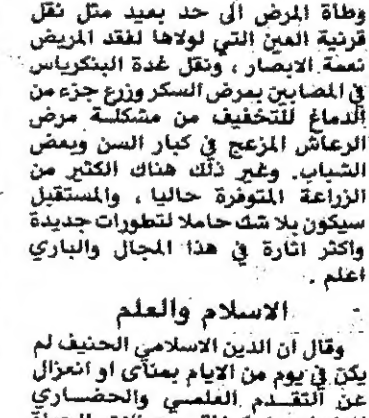 وطأة المرض الى حد بعيد مثل نقل
قرنية العين التي لولاها لفقد المريض
نعمة الابصار ، ونقل غدة البنكرياس
في المصابين بمرض السكر وزرع جزء من
الدماغ للتخفيف من مشكلة مرض
الرعاش المزعج في كبار السن وبعض
الشباب. وغير ذلك هناك الكثير من
الزراعة المتوفرة حاليا ، والمستقبل
سيكون بلا شك حاملا لتطورات جديدة
واكثر اثارة في هذا المجال والباري
اعلم .
الاسلام والعلم
وقال ان الدين الاسلامي الحنيف لم
يكن في يوم من الايام بمنأى او انعزال
عن التقدم العلمي والحضاري